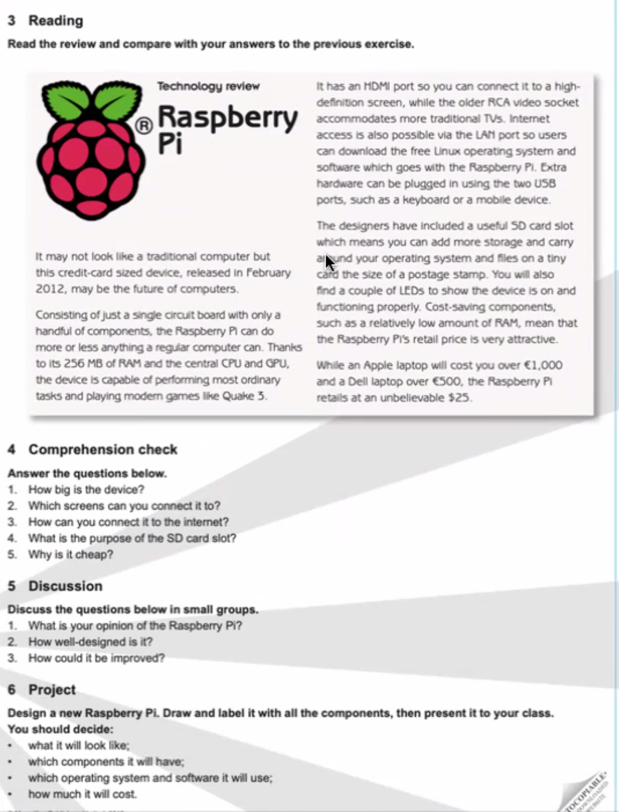 3 Reading
Read the review and compare with your answers to the previous exercise.
Technology review
® Raspberry
Pi
It may not look like a traditional computer but
this credit-card sized device, released in February
2012, may be the future of computers.
Consisting of just a single circuit board with only a
handful of components, the Raspberry Pi can do
more or less anything a regular computer can. Thanks
to its 256 MB of RAM and the central CPU and GPU,
the device is capable of performing most ordinary
tasks and playing modern games like Quake 3.
It has an HDMI port so you can connect it to a high-
definition screen, while the older RCA video socket
accommodates more traditional TVs. Internet
access is also possible via the LAN port so users
can download the free Linux operating system and
software which goes with the Raspberry Pi. Extra
hardware can be plugged in using the two USB
ports, such as a keyboard or a mobile device.
The designers have included a useful SD card slot
which means you can add more storage and carry
around your operating system and files on a tiny
card the size of a postage stamp. You will also
find a couple of LEDs to show the device is on and
functioning properly. Cost-saving components,
such as a relatively low amount of RAM, mean that
the Raspberry Pi's retail price is very attractive.
While an Apple laptop will cost you over €1,000
and a Dell laptop over €500, the Raspberry Pi
retails at an unbelievable $25.
4 Comprehension check
Answer the questions below.
1. How big is the device?
2. Which screens can you connect it to?
3. How can you connect it to the internet?
4. What is the purpose of the SD card slot?
5. Why is it cheap?
5 Discussion
Discuss the questions below in small groups.
1. What is your opinion of the Raspberry Pi?
2. How well-designed is it?
3. How could it be improved?
6 Project
Design a new Raspberry Pi. Draw and label it with all the components, then present it to your class.
You should decide:
• what it will look like;
• which components it will have;
• which operating system and software it will use;
• how much it will cost.